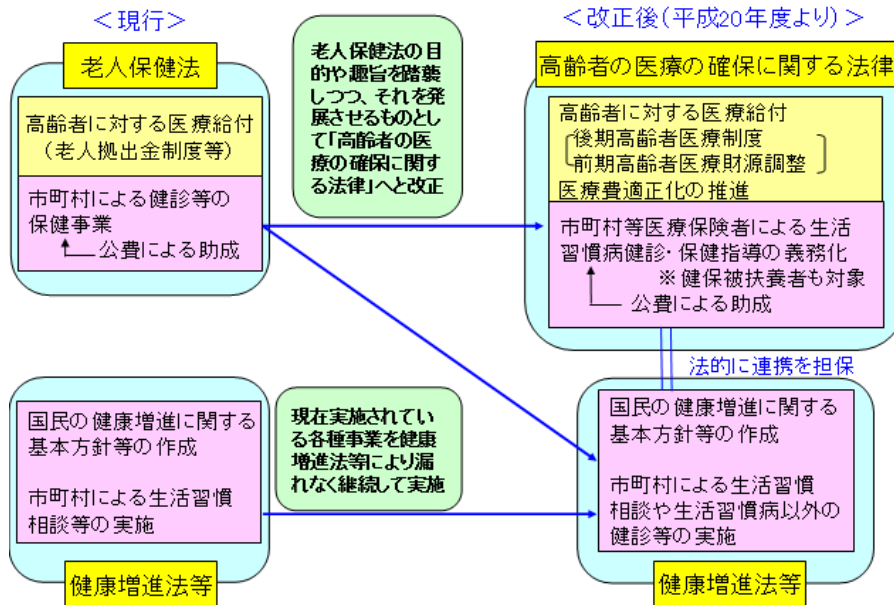 ＜現行＞
＜改正後(平成20年度より)＞
老人保健法
高齢者に対する医療給付
(老人拠出金制度等)
市町村による健診等の
保健事業
公費による助成
老人保健法の目
的や趣旨を踏襲
しつつ、それを発
展させるものとし
て「高齢者の医
療の確保に関す
る法律」へと改正
高齢者の医療の確保に関する法律
高齢者に対する医療給付
後期高齢者医療制度
前期高齢者医療財源調整
医療費適正化の推進
市町村等医療保険者による生活
習慣病健診・保健指導の義務化
※健保被扶養者も対象
公費による助成
法的に連携を担保
国民の健康増進に関する
基本方針等の作成
市町村による生活習慣
相談等の実施
健康増進法等
現在実施されてい
る各種事業を健康
増進法等により漏
れなく継続して実施
国民の健康増進に関する
基本方針等の作成
市町村による生活習慣
相談や生活習慣病以外の
健診等の実施
健康増進法等